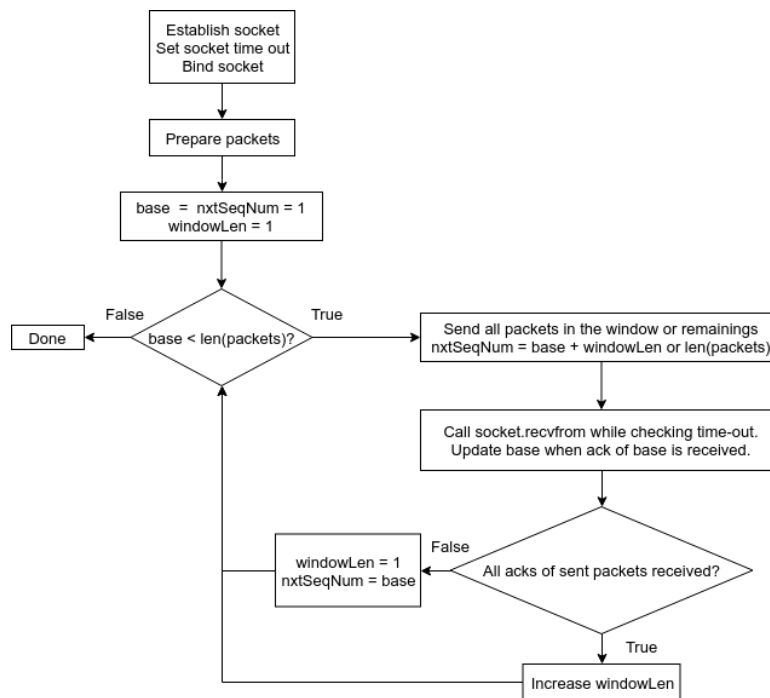 Establish socket
Set socket time out
Bind socket
Prepare packets
base = nxtSeqNum = 1
windowLen = 1
False
True
Done
base < len(packets)?
Send all packets in the window or remainings
nxtSeqNum = base + windowLen or len(packets)
Call socket.recvfrom while checking time-out.
Update base when ack of base is received.
False
windowLen = 1
nxtSeqNum = base
All acks of sent packets received?
True
Increase windowLen